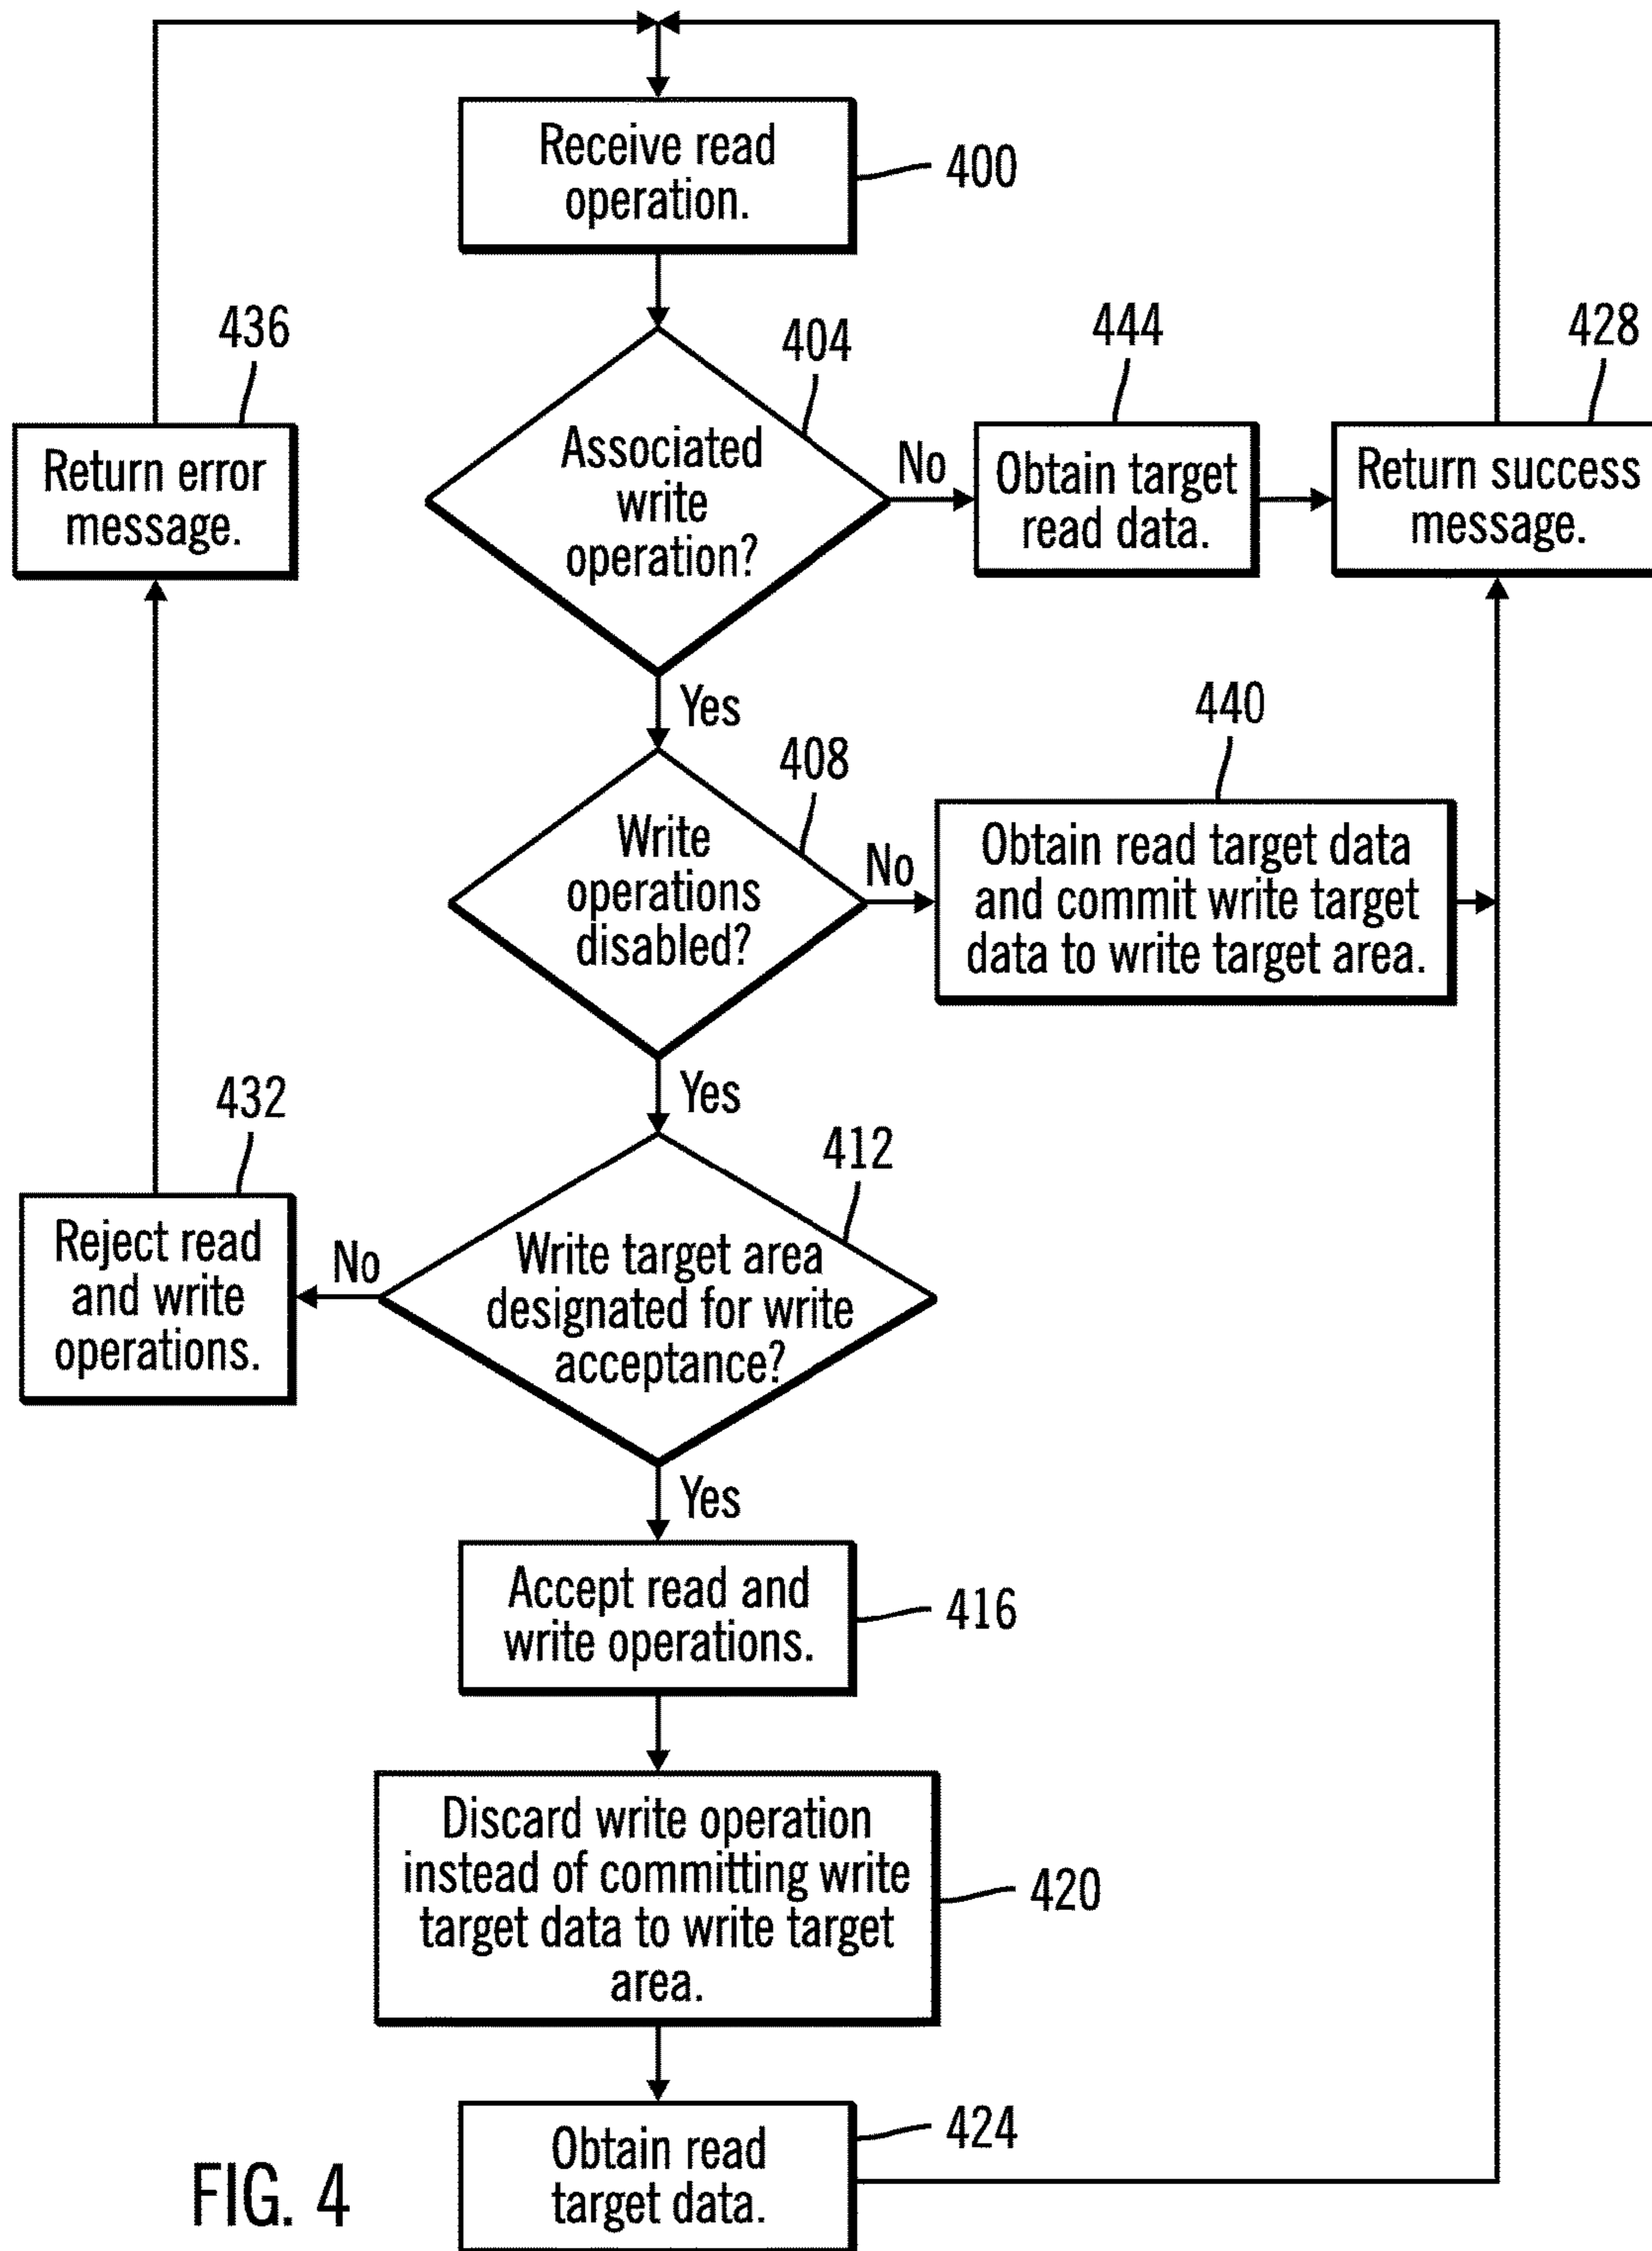 Receive read
operation.
400
436
404
444
428
Return error
message.
Associated
write
operation?
No
Obtain target
read data.
Return success
message.
Yes
440
408
Write
operations
disabled?
No
Obtain read target data
and commit write target
data to write target area.
Yes
432
412
Reject read
and write
operations.
No
Write target area
designated for write
acceptance?
Yes
Accept read and
write operations.
416
Discard write operation
instead of committing write
target data to write target
area.
420
Obtain read
target data.
424
FIG. 4